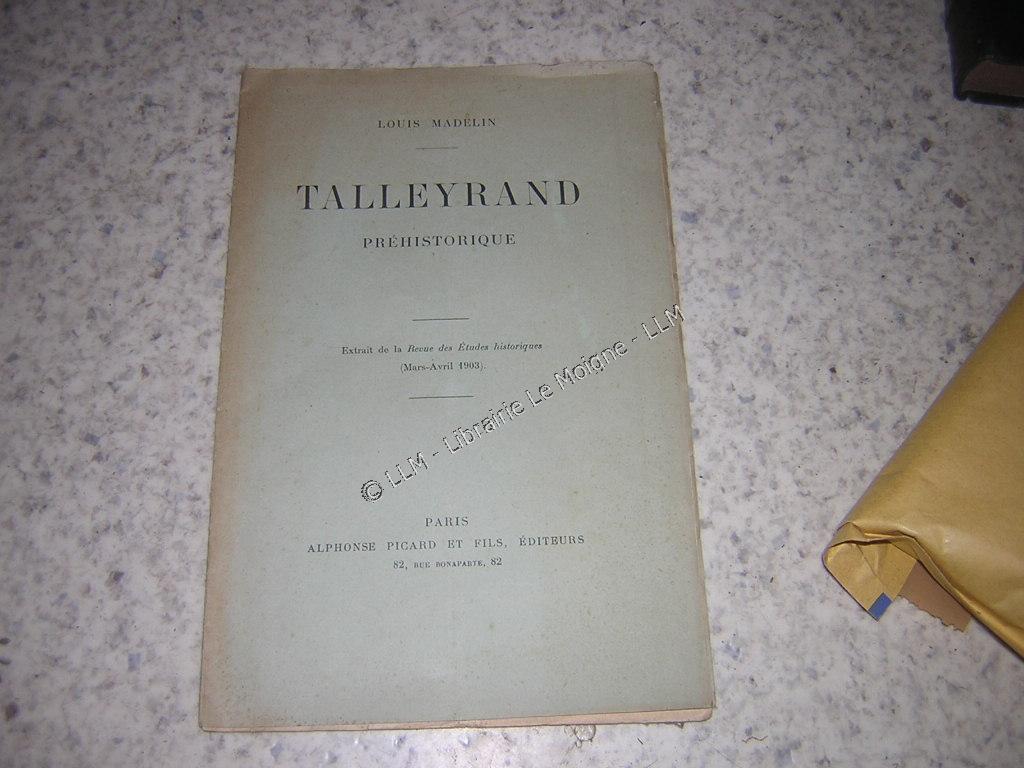 LOUIS MADELIN
TALLEYRAND
PRÉHISTORIQUE
Extrait de la Revue des Études historiques
(Mars-Avril 1903).
© LLM - Librairie Le Moigne - LLM
PARIS
ALPHONSE PICARD ET FILS, ÉDITEURS
82, RUE BONAPARTE, 82